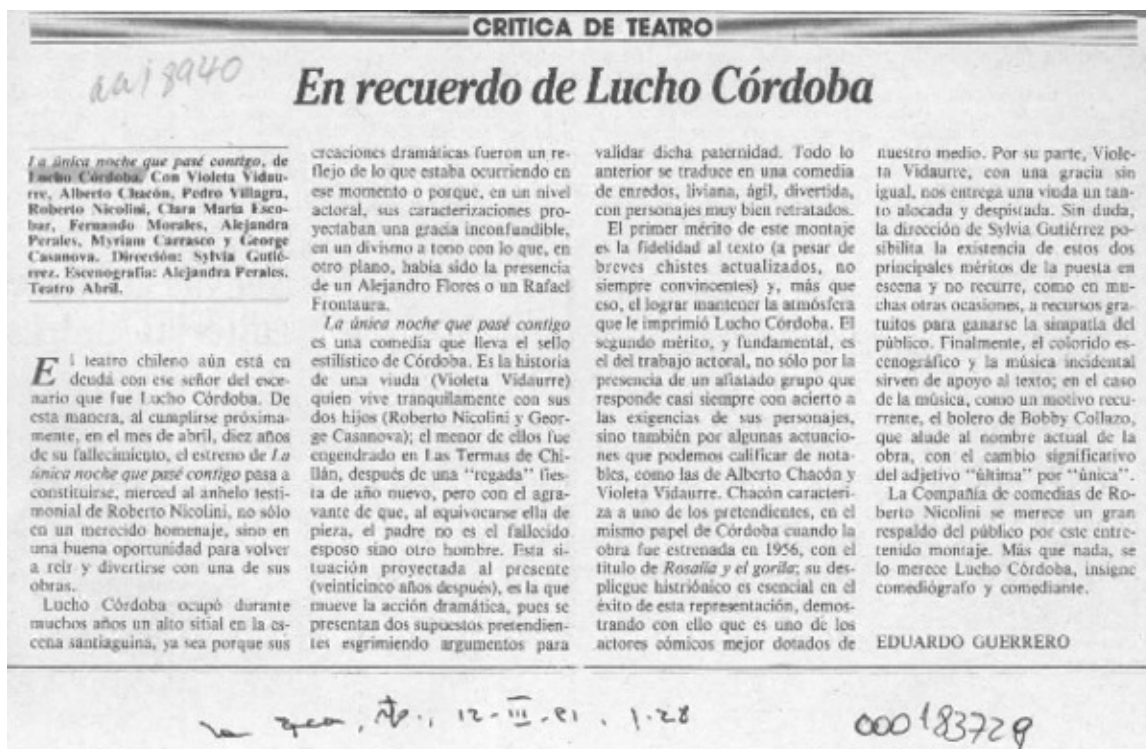 CRITICA DE TEATRO
aa18940
En recuerdo de Lucho Córdoba
La única noche que pasé contigo, de
Lucho Córdoba. Con Violeta Vidau-
rre, Alberto Chacón, Pedro Villagra,
Roberto Nicolini, Clara María Esco-
bar, Fernando Morales, Alejandra
Perales, Myriam Carrasco y George
Casanova. Dirección: Sylvia Gutié-
rrez. Escenografía: Alejandra Perales.
Teatro Abril.
El teatro chileno aún está en
deuda con ese señor del esce-
nario que fue Lucho Córdoba. De
esta manera, al cumplirse próxima-
mente, en el mes de abril, diez años
de su fallecimiento, el estreno de La
única noche que pasé contigo pasa a
constituirse, merced al anhelo testi-
monial de Roberto Nicolini, no sólo
en un merecido homenaje, sino en
una buena oportunidad para volver
a reír y divertirse con una de sus
obras.
Lucho Córdoba ocupó durante
muchos años un alto sitial en la es-
cena santiaguina, ya sea porque sus
creaciones dramáticas fueron un re-
flejo de lo que estaba ocurriendo en
ese momento o porque, en un nivel
actoral, sus caracterizaciones pro-
yectaban una gracia inconfundible,
en un divismo a tono con lo que, en
otro plano, había sido la presencia
de un Alejandro Flores o un Rafael
Frontaura.
La única noche que pasé contigo
es una comedia que lleva el sello
estilístico de Córdoba. Es la historia
de una viuda (Violeta Vidaurre)
quien vive tranquilamente con sus
dos hijos (Roberto Nicolini y Geor-
ge Casanova); el menor de ellos fue
engendrado en Las Termas de Chi-
llán, después de una "regada" fies-
ta de año nuevo, pero con el agra-
vante de que, al equivocarse ella de
pieza, el padre no es el fallecido
esposo sino otro hombre. Esta si-
tuación proyectada al presente
(veinticinco años después), es la que
mueve la acción dramática, pues se
presentan dos supuestos pretendien-
tes esgrimiendo argumentos para
validar dicha paternidad. Todo lo
anterior se traduce en una comedia
de enredos, liviana, ágil, divertida,
con personajes muy bien retratados.
El primer mérito de este montaje
es la fidelidad al texto (a pesar de
breves chistes actualizados, no
siempre convincentes) y, más que
eso, el lograr mantener la atmósfera
que le imprimió Lucho Córdoba. El
segundo mérito, y fundamental, es
el del trabajo actoral, no sólo por la
presencia de un afiatado grupo que
responde casi siempre con acierto a
las exigencias de sus personajes,
sino también por algunas actuacio-
nes que podemos calificar de nota-
bles, como las de Alberto Chacón y
Violeta Vidaurre. Chacón caracteri-
za a uno de los pretendientes, en el
mismo papel de Córdoba cuando la
obra fue estrenada en 1956, con el
título de Rosalía y el gorila; su des-
pliegue histriónico es esencial en el
éxito de esta representación, demos-
trando con ello que es uno de los
actores cómicos mejor dotados de
nuestro medio. Por su parte, Viole-
ta Vidaurre, con una gracia sin
igual, nos entrega una viuda un tan-
to alocada y despistada. Sin duda,
la dirección de Sylvia Gutiérrez po-
sibilita la existencia de estos dos
principales méritos de la puesta en
escena y no recurre, como en mu-
chas otras ocasiones, a recursos gra-
tuitos para ganarse la simpatía del
público. Finalmente, el colorido es-
cenográfico y la música incidental
sirven de apoyo al texto; en el caso
de la música, como un motivo recu-
rrente, el bolero de Bobby Collazo,
que alude al nombre actual de la
obra, con el cambio significativo
del adjetivo "última" por "única".
La Compañía de comedias de Ro-
berto Nicolini se merece un gran
respaldo del público por este entre-
tenido montaje. Más que nada, se
lo merece Lucho Córdoba, insigne
comediógrafo y comediante.
EDUARDO GUERRERO
12-III-
000183729